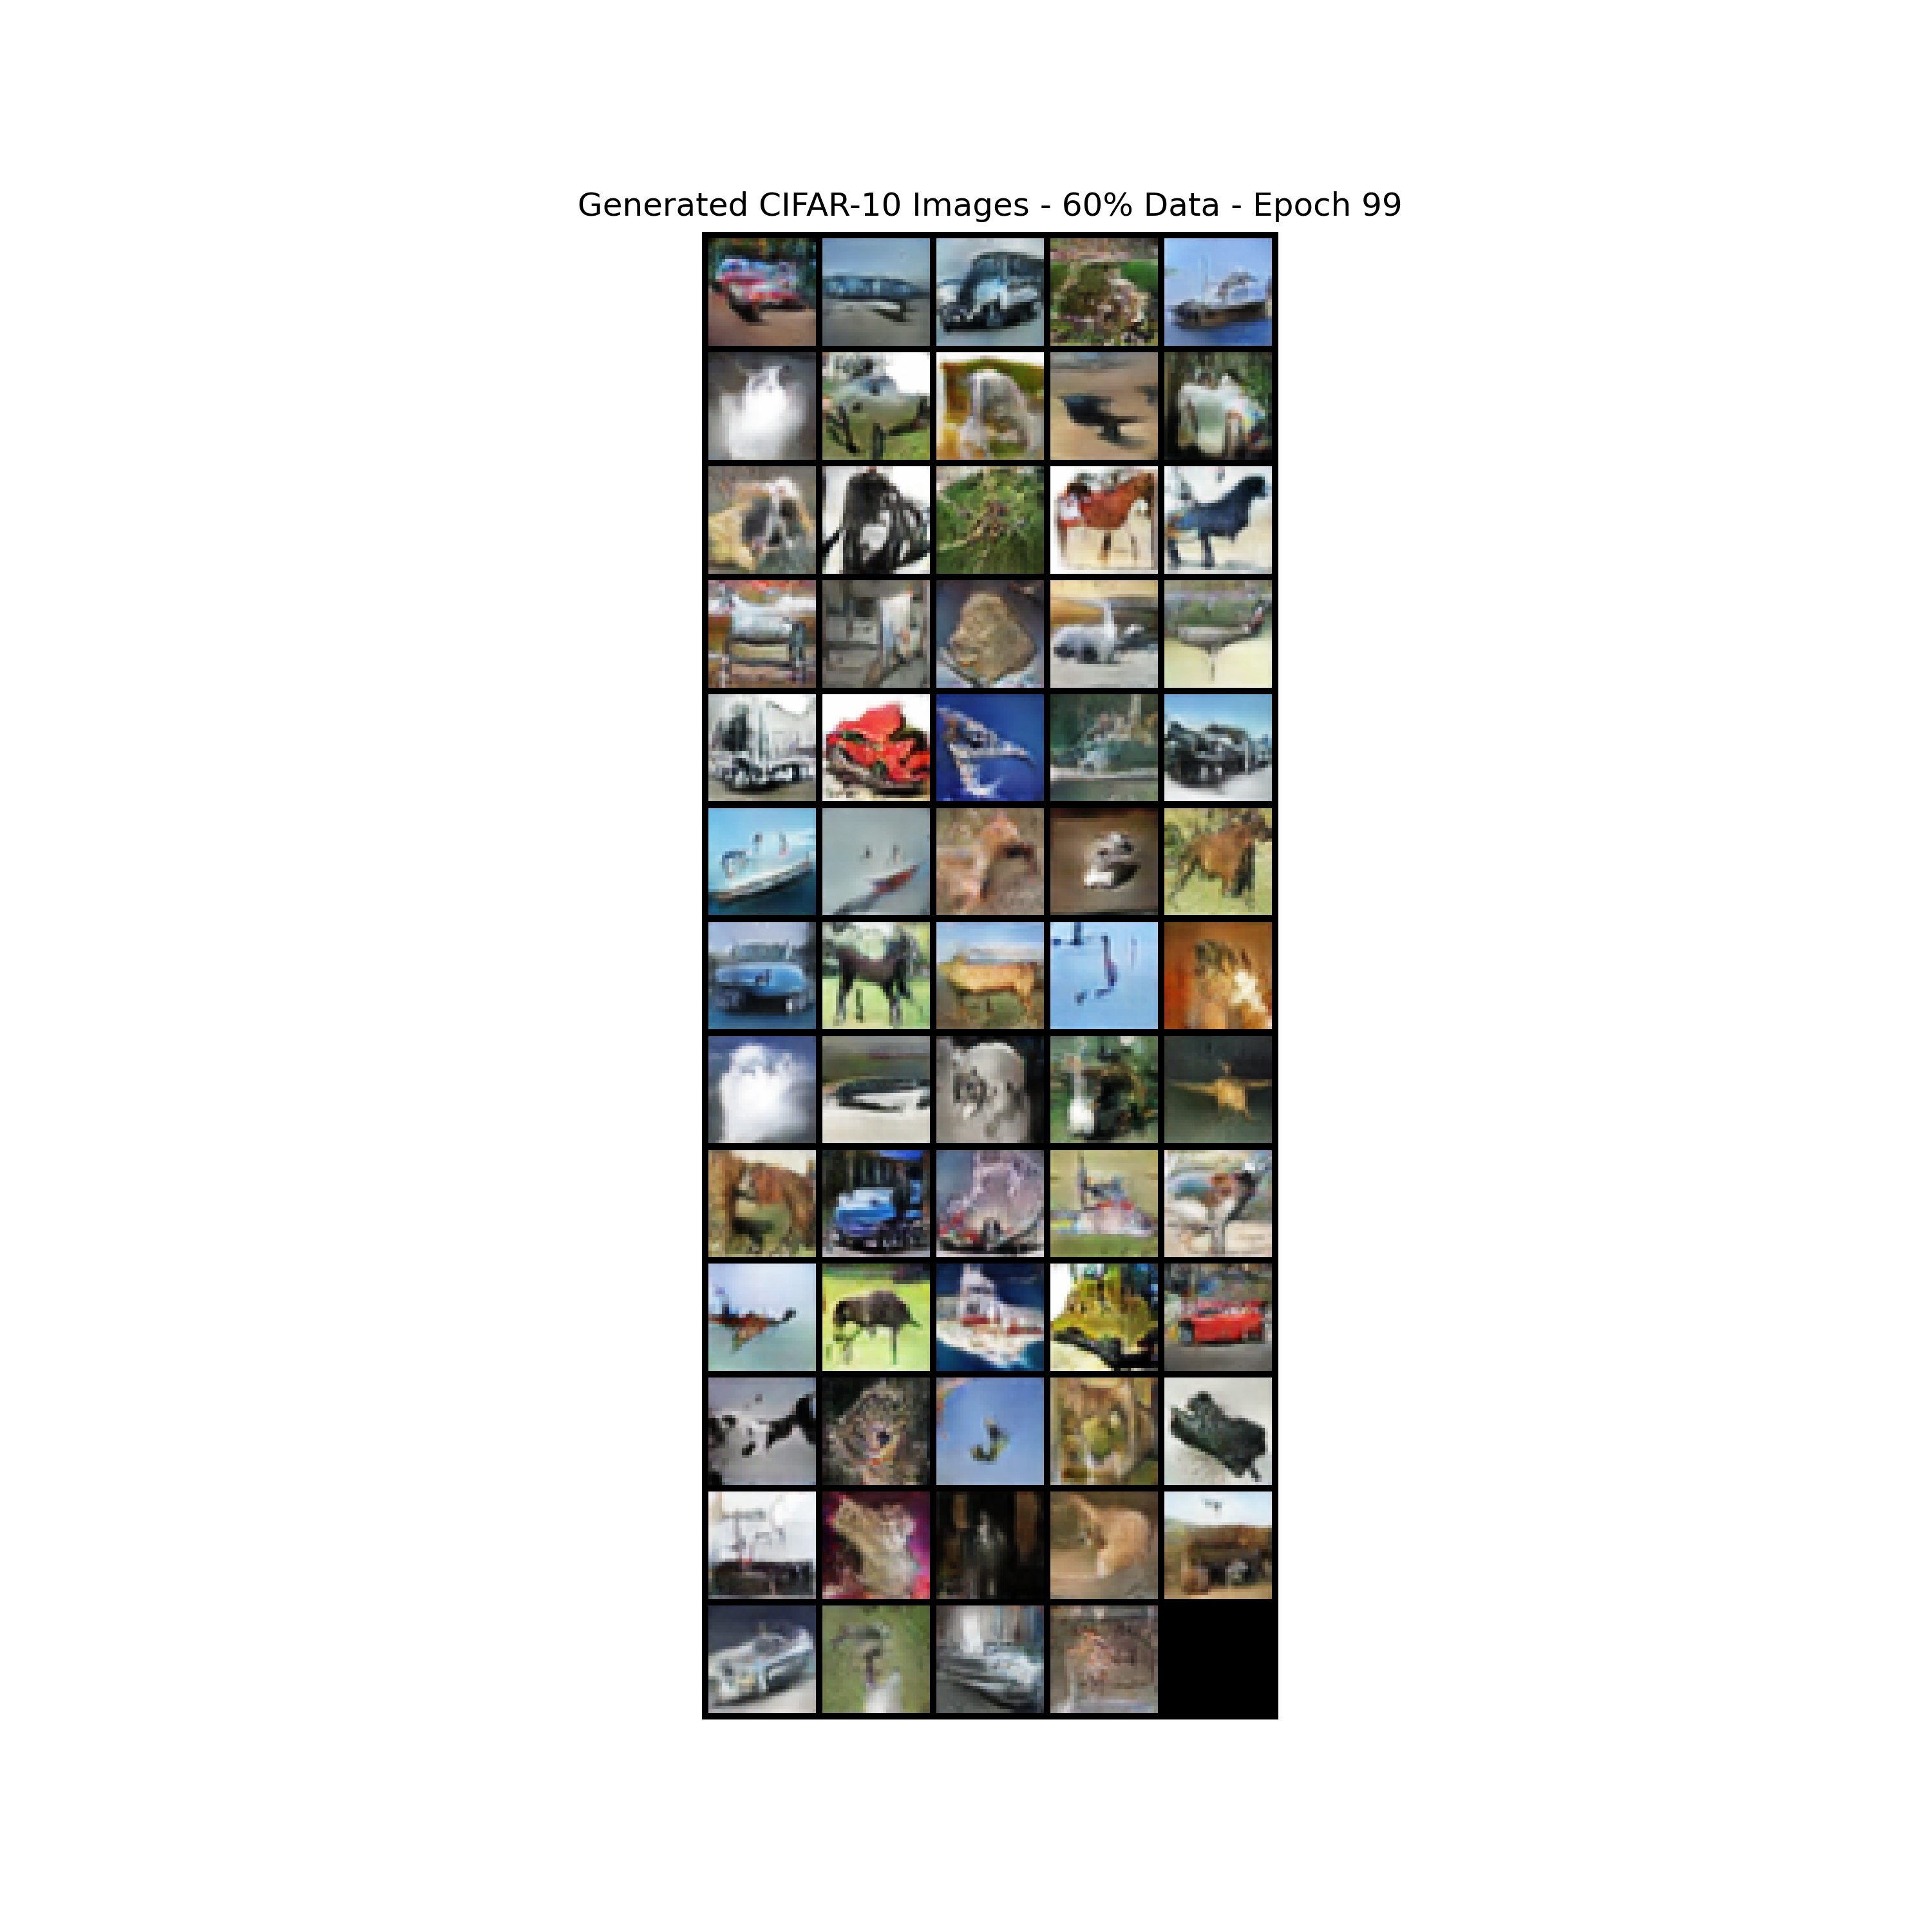 Generated CIFAR-10 Images - 60% Data - Epoch 99